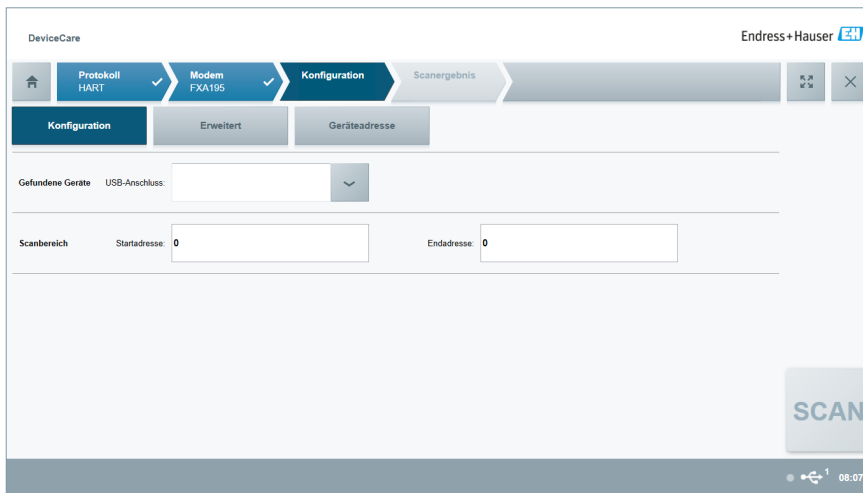 DeviceCare
Endress+Hauser EH
Protokoll
HART
Modem
FXA195
Konfiguration
Scanergebnis
Konfiguration
Erweitert
Geräteadresse
Gefundene Geräte USB-Anschluss:
Scanbereich Startadresse: 0 Endadresse: 0
SCAN
1 08:07